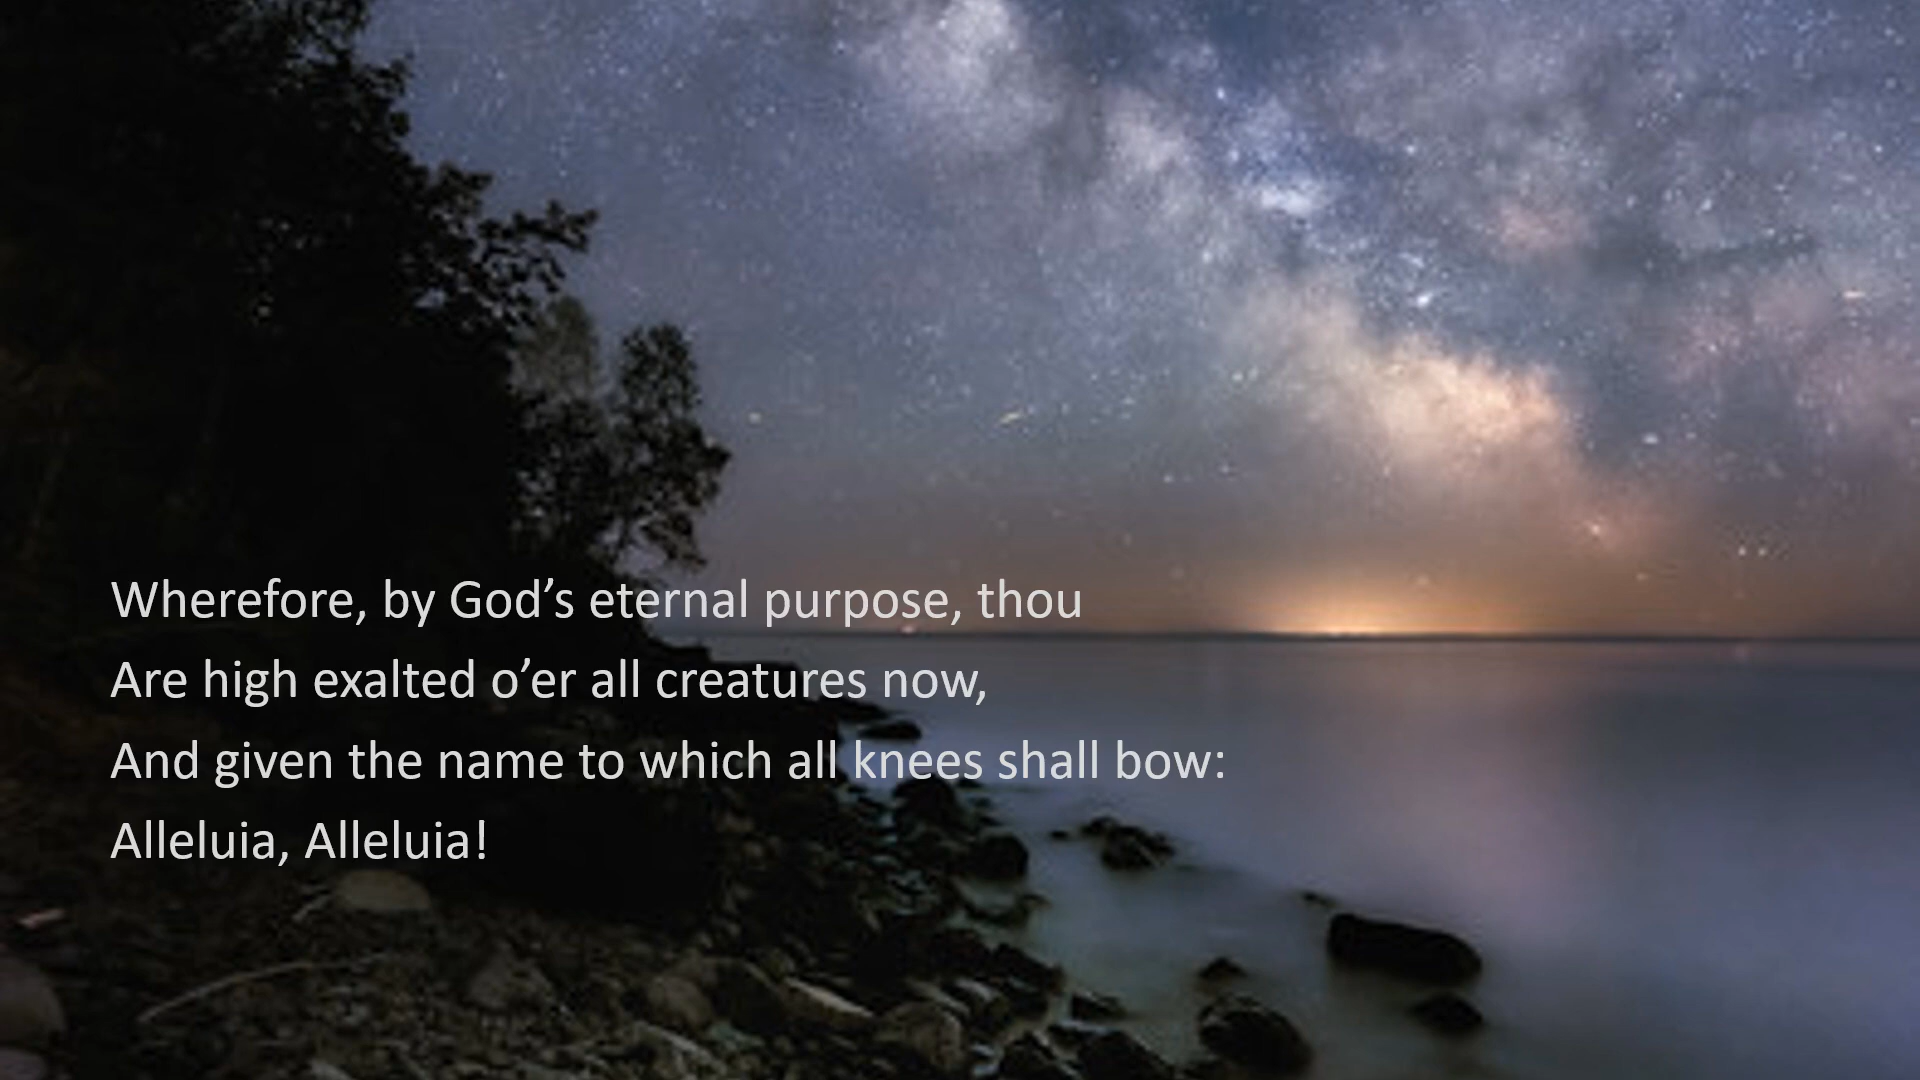 Wherefore, by God’s eternal purpose, thou
Are high exalted o’er all creatures now,
And given the name to which all knees shall bow:
Alleluia, Alleluia!